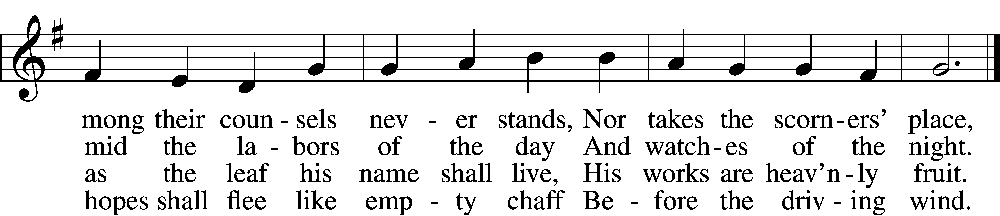 mong their coun - sels nev - er stands, Nor takes the scorn - ers’ place,
mid the la - bors of the day And watch - es of the night.
as the leaf his name shall live, His works are heav’n - ly fruit.
hopes shall flee like emp - ty chaff Be - fore the driv - ing wind.